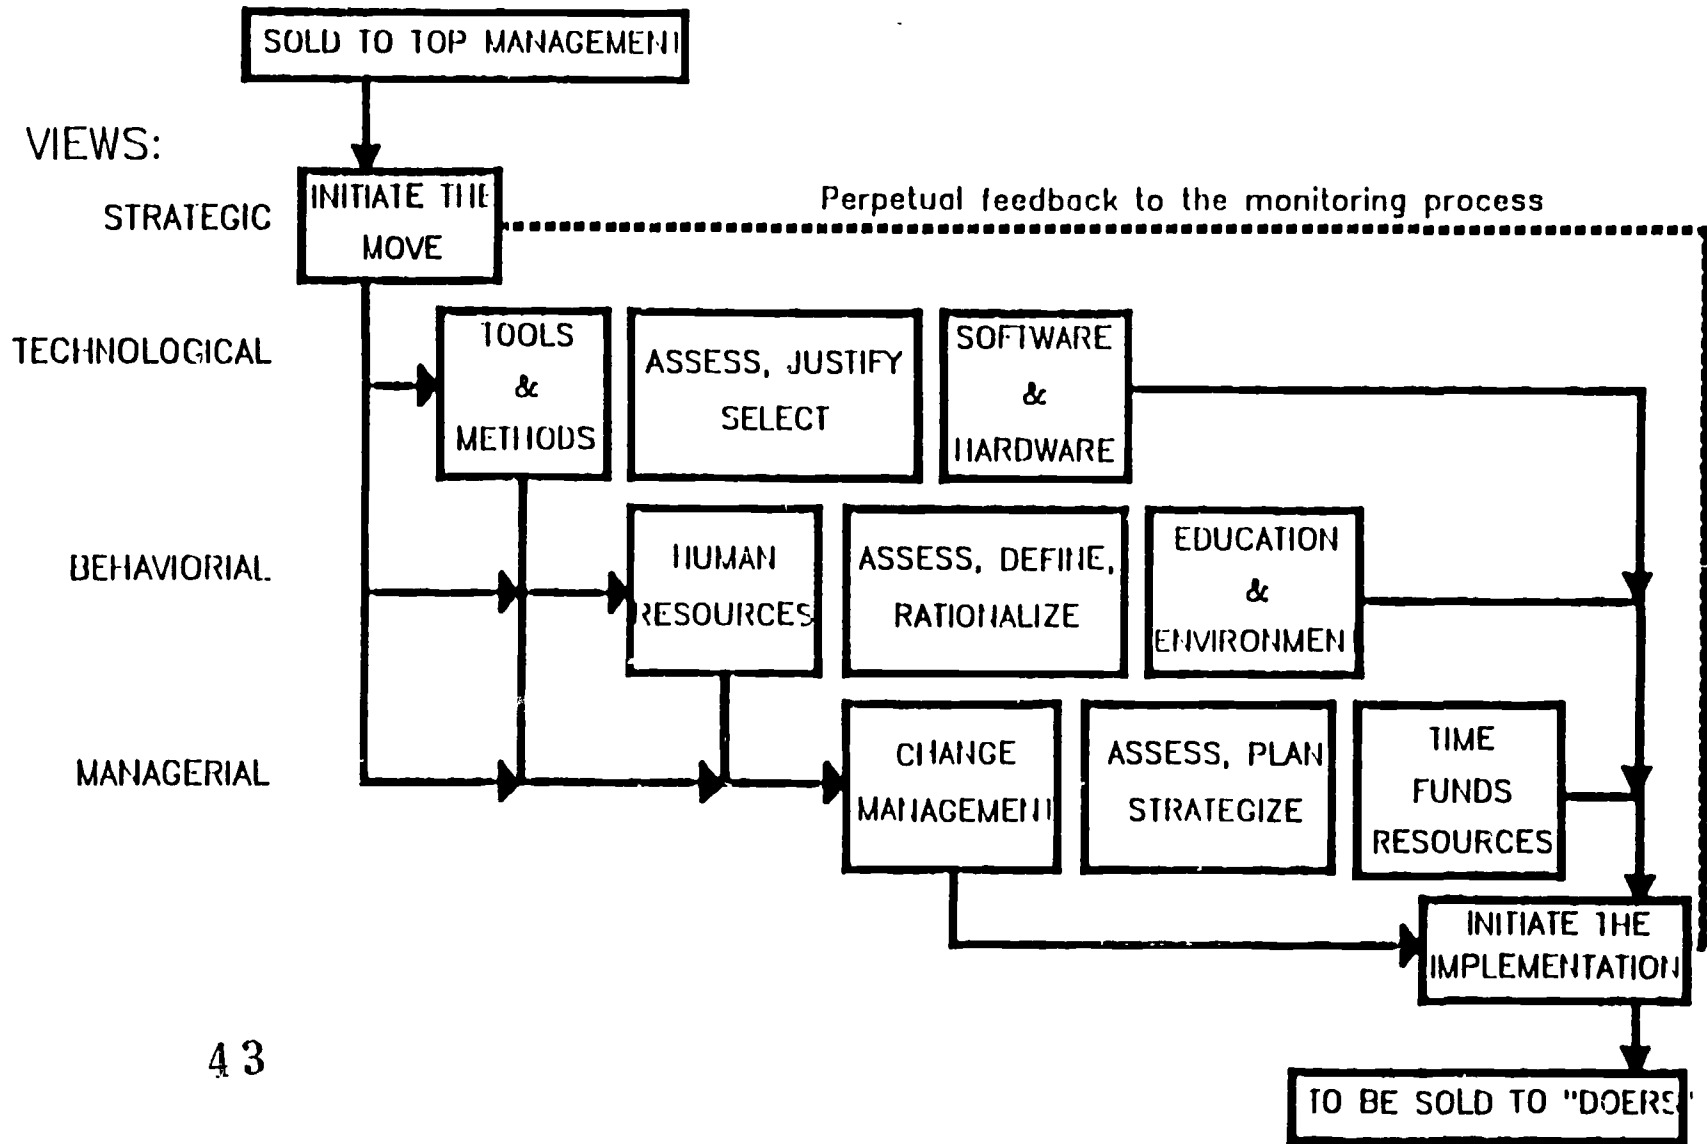 SOLD TO TOP MANAGEMENT
VIEWS:
STRATEGIC
INITIATE THE
MOVE
Perpetual feedback to the monitoring process
TECHNOLOGICAL
TOOLS
&
METHODS
ASSESS, JUSTIFY
SELECT
SOFTWARE
&
HARDWARE
BEHAVIORIAL
HUMAN
RESOURCES
ASSESS, DEFINE,
RATIONALIZE
EDUCATION
&
ENVIRONMEN
MANAGERIAL
CHANGE
MANAGEMENT
ASSESS, PLAN
STRATEGIZE
TIME
FUNDS
RESOURCES
INITIATE THE
IMPLEMENTATION
43
TO BE SOLD TO "DOERS"